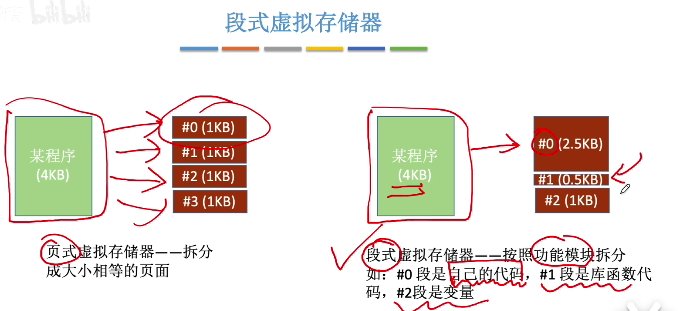 bilibili
段式虚拟存储器
某程序
(4KB)
#0 (1KB)
#1 (1KB)
#2 (1KB)
#3 (1KB)
页式虚拟存储器——拆分
成大小相等的页面
某程序
(4KB)
#0 (2.5KB)
#1 (0.5KB)
#2 (1KB)
段式虚拟存储器——按照功能模块拆分
如：#0 段是自己的代码，#1 段是库函数代
码，#2段是变量